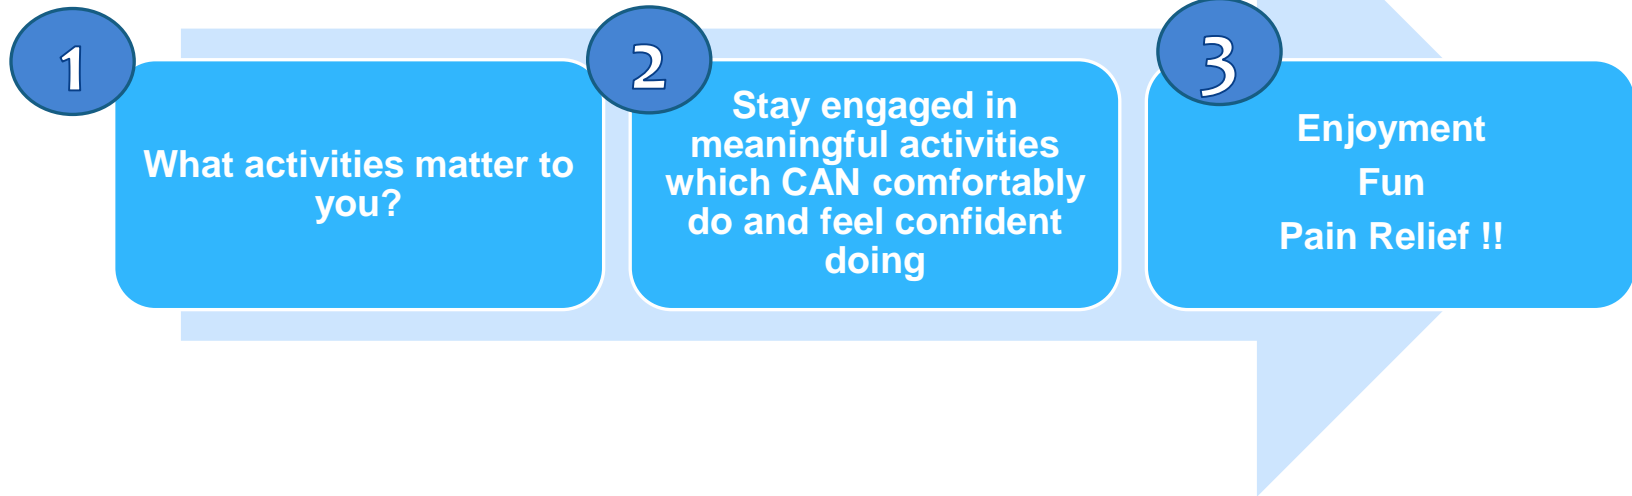 1
What activities matter to
you?
2
Stay engaged in
meaningful activities
which CAN comfortably
do and feel confident
doing
3
Enjoyment
Fun
Pain Relief !!